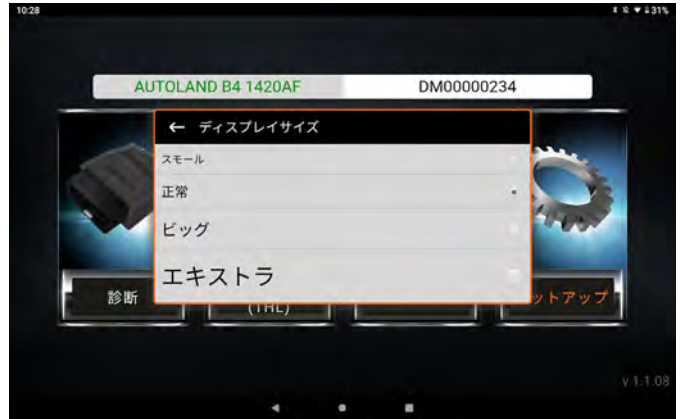 10:28
31%
AUTOLAND B4 1420AF DM00000234
← ディスプレイサイズ
スモール
正常
ビッグ
エキストラ
診断
(THL)
ットアップ
v 1.1.08